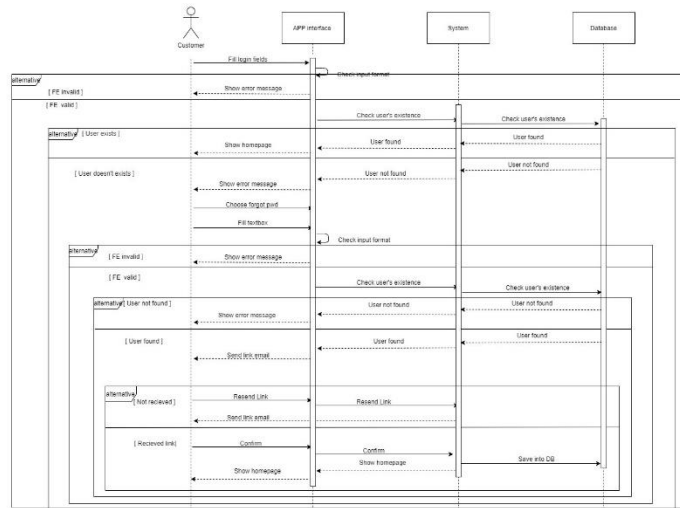 Customer
APP interface
System
Database
Fill login fields
Check input format
alternative
[ FE invalid ]
Show error message
[ FE valid ]
Check user's existence
Check user's existence
alternative
[ User exists ]
User found
User found
Show homepage
User not found
User not found
[ User doesn't exists ]
Show error message
Choose forgot pwd
Fill textbox
Check input format
alternative
[ FE invalid ]
Show error message
[ FE valid ]
Check user's existence
Check user's existence
alternative
[ User not found ]
User not found
User not found
Show error message
[ User found ]
User found
User found
Send link email
alternative
[ Not recieved ]
Resend Link
Resend Link
Send link email
[ Recieved link]
Confirm
Confirm
Show homepage
Save into DB
Show homepage